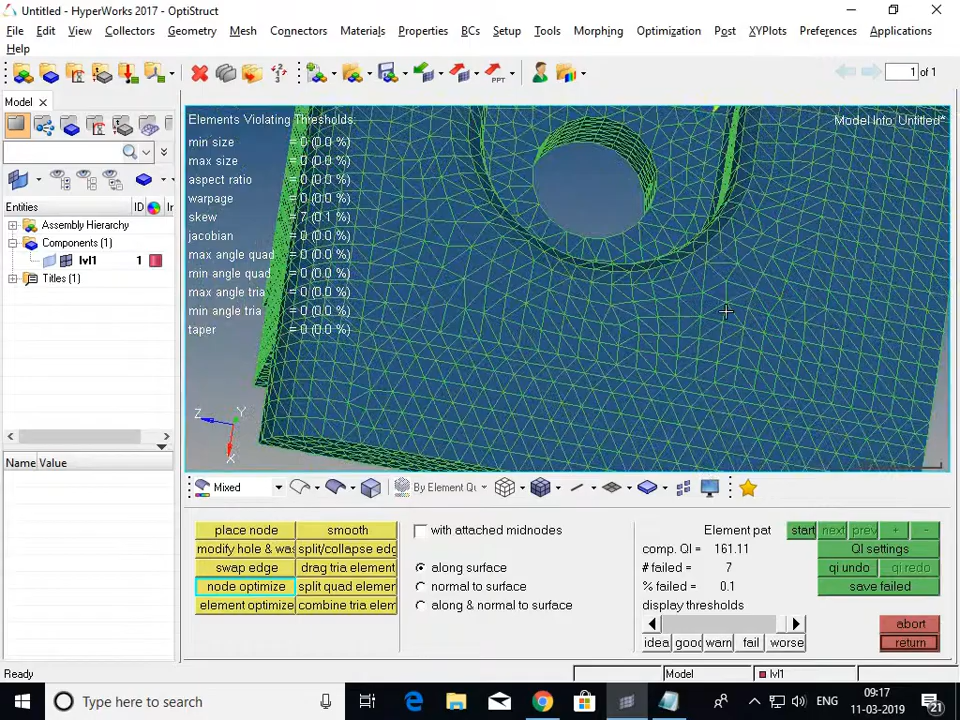 Untitled - HyperWorks 2017 - OptiStruct
File Edit View Collectors Geometry Mesh Connectors Materials Properties BCs Setup Tools Morphing Optimization Post XYPlots Preferences Applications
Help
1 of 1
Model
Entities ID
Assembly Hierarchy
Components (1)
lvl1 1
Titles (1)
Name Value
Elements Violating Thresholds:
min size = 0 (0.0 %)
max size = 0 (0.0 %)
aspect ratio = 0 (0.0 %)
warpage = 0 (0.0 %)
skew = 7 (0.1 %)
jacobian = 0 (0.0 %)
max angle quad = 0 (0.0 %)
min angle quad = 0 (0.0 %)
max angle tria = 0 (0.0 %)
min angle tria = 0 (0.0 %)
taper = 0 (0.0 %)
Model Info: Untitled*
Z Y X
Mixed By Element Qu
place node smooth
modify hole & was split/collapse edg
swap edge drag tria element
node optimize split quad elemer
element optimize combine tria elem
with attached midnodes
along surface
normal to surface
along & normal to surface
Element pat start next prev + -
comp. QI = 161.11 QI settings
# failed = 7 qi undo qi redo
% failed = 0.1 save failed
display thresholds
idea good warn fail worse
abort
return
Ready Model lvl1
Type here to search
ENG
09:17
11-03-2019
21